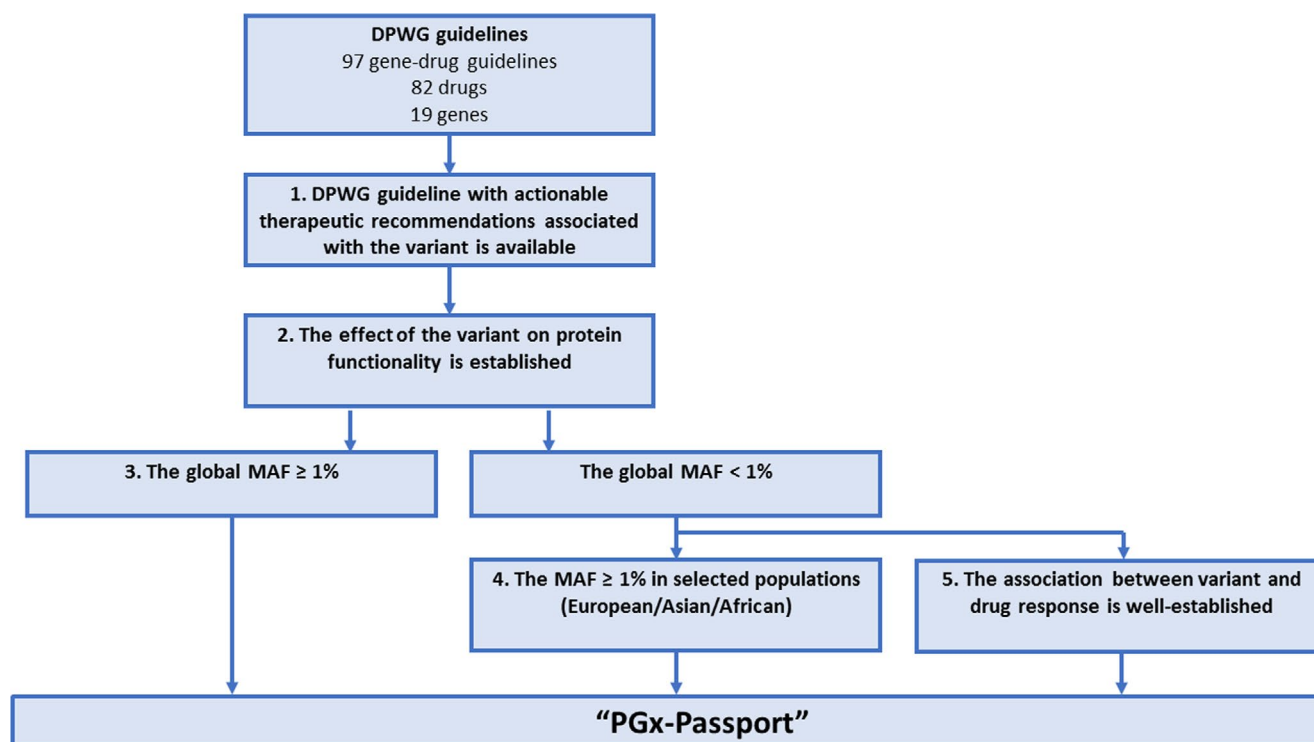 DPWG guidelines
97 gene-drug guidelines
82 drugs
19 genes
1. DPWG guideline with actionable
therapeutic recommendations associated
with the variant is available
2. The effect of the variant on protein
functionality is established
3. The global MAF ≥ 1%
The global MAF < 1%
4. The MAF ≥ 1% in selected populations
(European/Asian/African)
5. The association between variant and
drug response is well-established
“PGx-Passport”